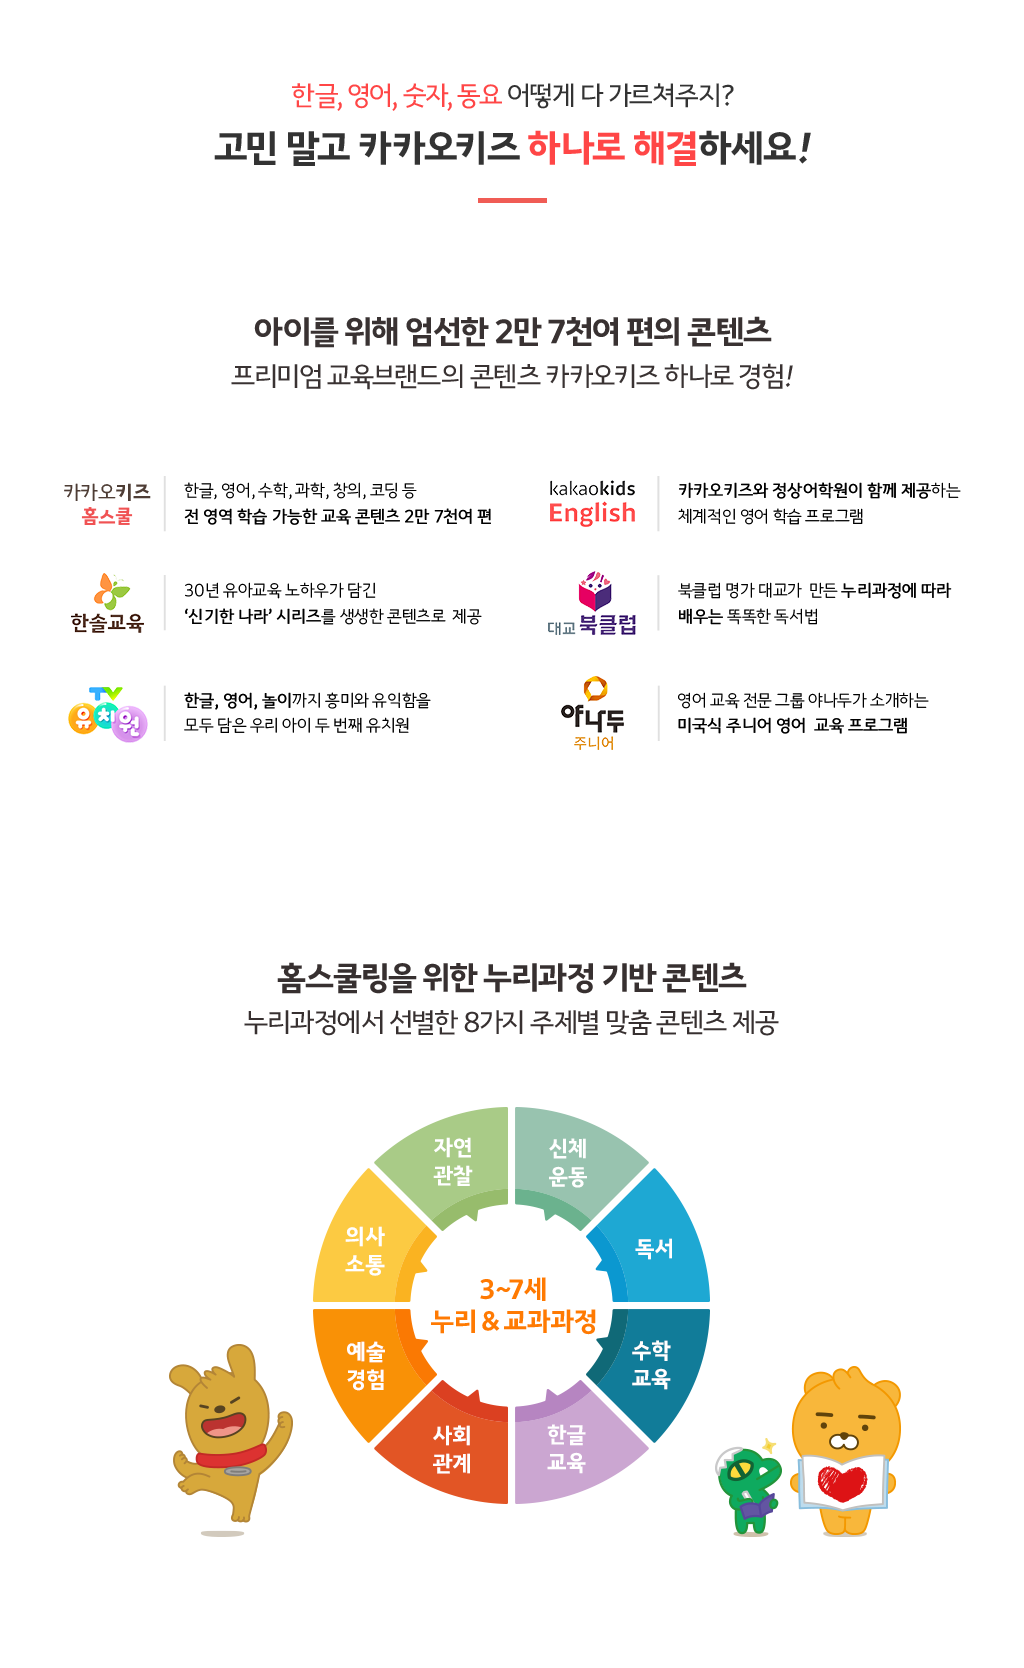 한글, 영어, 숫자, 동요 어떻게 다 가르쳐주지?
고민 말고 카카오키즈 하나로 해결하세요!
아이를 위해 엄선한 2만 7천여 편의 콘텐츠
프리미엄 교육브랜드의 콘텐츠 카카오키즈 하나로 경험!
카카오키즈
홈스쿨
한글, 영어, 수학, 과학, 창의, 코딩 등
전 영역 학습 가능한 교육 콘텐츠 2만 7천여 편
kakaokids
English
카카오키즈와 정상어학원이 함께 제공하는
체계적인 영어 학습 프로그램
한솔교육
30년 유아교육 노하우가 담긴
‘신기한 나라’ 시리즈를 생생한 콘텐츠로 제공
대교 북클럽
북클럽 명가 대교가 만든 누리과정에 따라
배우는 똑똑한 독서법
TV
유치원
한글, 영어, 놀이까지 흥미와 유익함을
모두 담은 우리 아이 두 번째 유치원
야나두
주니어
영어 교육 전문 그룹 야나두가 소개하는
미국식 주니어 영어 교육 프로그램
홈스쿨링을 위한 누리과정 기반 콘텐츠
누리과정에서 선별한 8가지 주제별 맞춤 콘텐츠 제공
자연
관찰
신체
운동
의사
소통
독서
3~7세
누리 & 교과과정
예술
경험
수학
교육
사회
관계
한글
교육